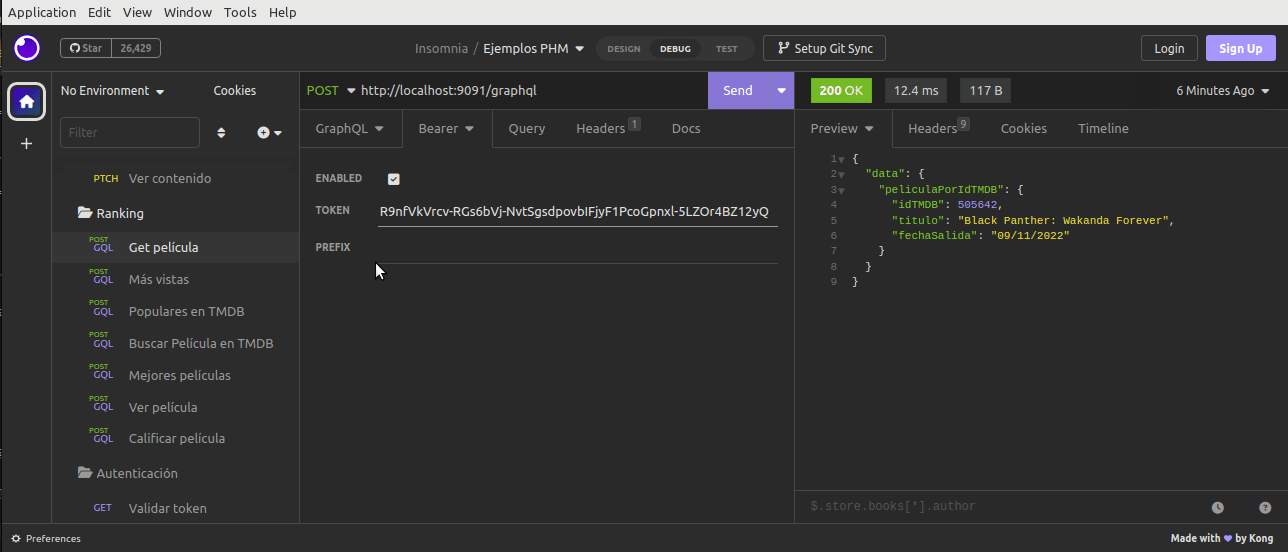 Application Edit View Window Tools Help
Star 26,429
Insomnia / Ejemplos PHM
DESIGN DEBUG TEST
Setup Git Sync
Login
Sign Up
No Environment
Cookies
Filter
PTCH Ver contenido
Ranking
POST GQL Get película
POST GQL Más vistas
POST GQL Populares en TMDB
POST GQL Buscar Película en TMDB
POST GQL Mejores películas
POST GQL Ver película
POST GQL Calificar película
Autenticación
GET Validar token
POST http://localhost:9091/graphql
Send
GraphQL Bearer Query Headers 1 Docs
ENABLED
TOKEN R9nfVkVrcv-RGs6bVj-NvtSgsdpovbIFjyF1PcoGpnxl-5LZOr4BZ12yQ
PREFIX
200 OK 12.4 ms 117 B 6 Minutes Ago
Preview Headers 9 Cookies Timeline
1 {
2 "data": {
3 "peliculaPorIdTMDB": {
4 "idTMDB": 505642,
5 "titulo": "Black Panther: Wakanda Forever",
6 "fechaSalida": "09/11/2022"
7 }
8 }
9 }
$.store.books[*].author
Preferences
Made with ♥ by Kong